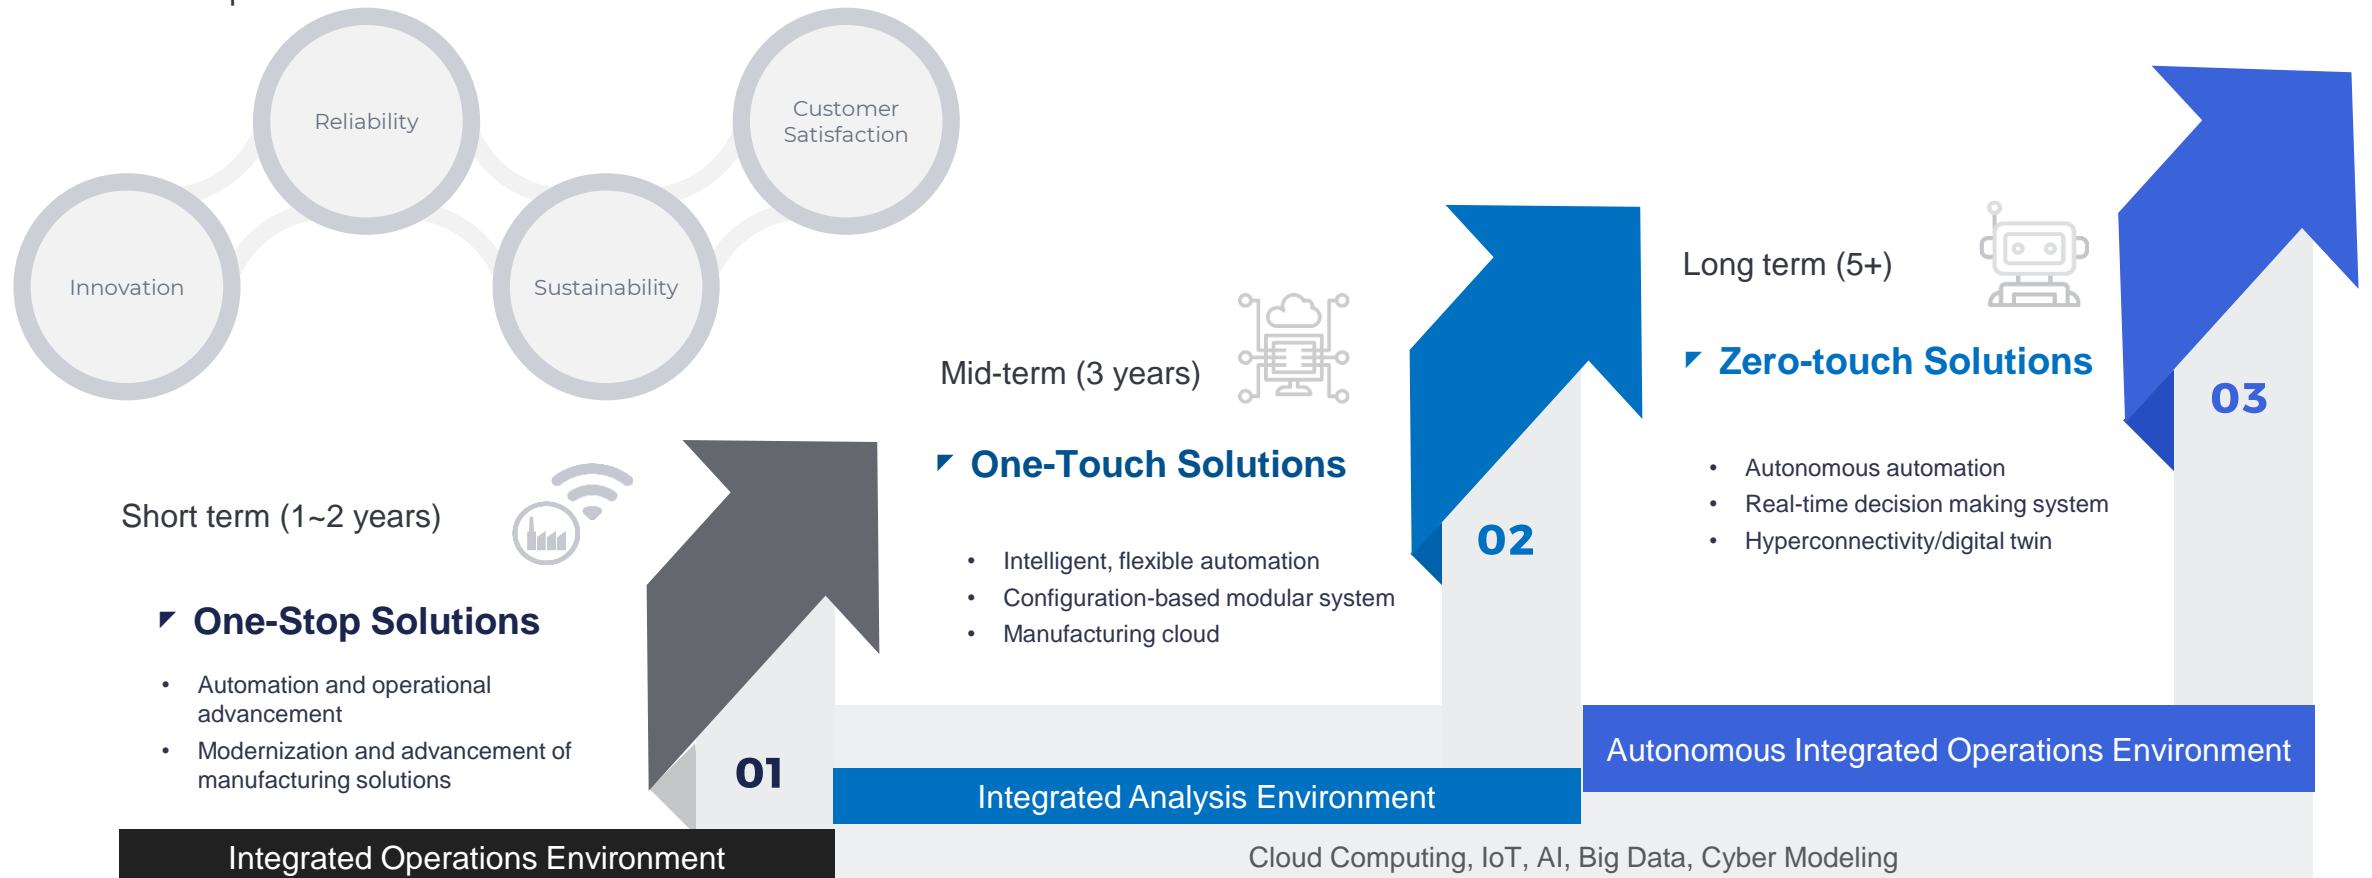 Reliability
Customer
Satisfaction
Innovation
Sustainability
Short term (1~2 years)
One-Stop Solutions
• Automation and operational
advancement
• Modernization and advancement of
manufacturing solutions
01
Integrated Operations Environment
Mid-term (3 years)
One-Touch Solutions
• Intelligent, flexible automation
• Configuration-based modular system
• Manufacturing cloud
02
Integrated Analysis Environment
Long term (5+)
Zero-touch Solutions
• Autonomous automation
• Real-time decision making system
• Hyperconnectivity/digital twin
03
Autonomous Integrated Operations Environment
Cloud Computing, IoT, AI, Big Data, Cyber Modeling